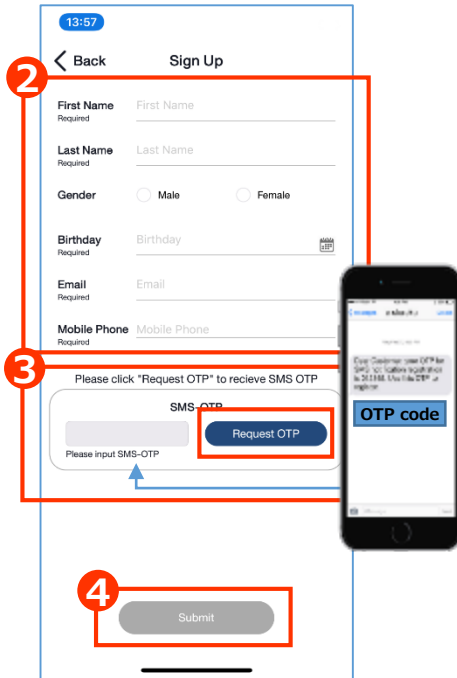 13:57
Back Sign Up
2
First Name First Name
Required
Last Name Last Name
Required
Gender Male Female
Birthday Birthday
Required
Email Email
Required
Mobile Phone Mobile Phone
Required
3
Please click "Request OTP" to recieve SMS OTP
SMS-OTP
Request OTP
Please input SMS-OTP
OTP code
4
Submit